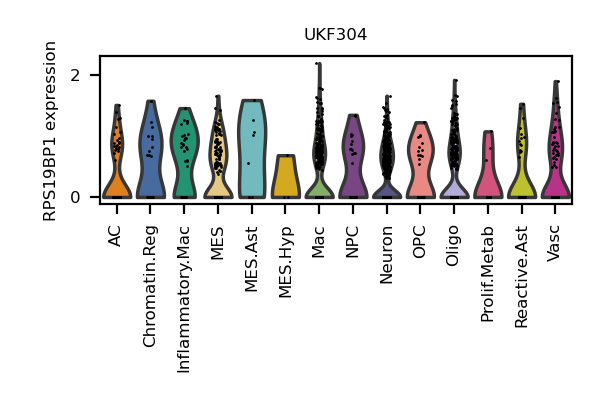 UKF304
RPS19BP1 expression
2
0
AC
Chromatin.Reg
Inflammatory.Mac
MES
MES.Ast
MES.Hyp
Mac
NPC
Neuron
OPC
Oligo
Prolif.Metab
Reactive.Ast
Vasc